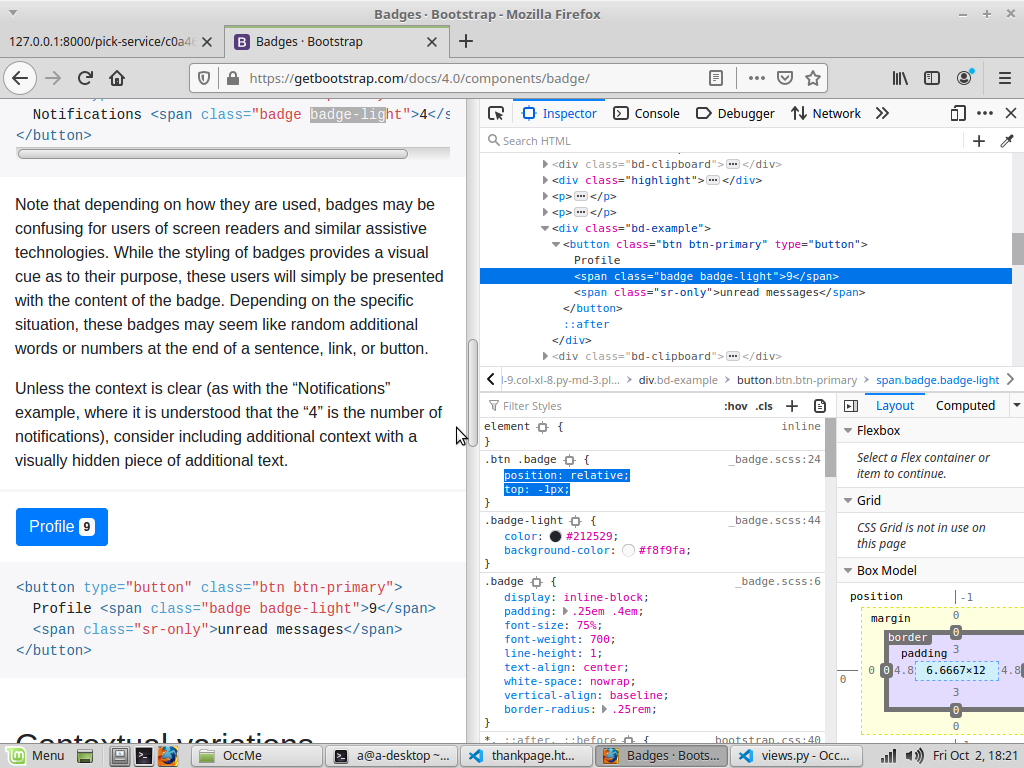 Badges · Bootstrap - Mozilla Firefox
127.0.0.1:8000/pick-service/c0a4
Badges · Bootstrap
https://getbootstrap.com/docs/4.0/components/badge/
Notifications <span class="badge badge-light">4</s
</button>
Note that depending on how they are used, badges may be
confusing for users of screen readers and similar assistive
technologies. While the styling of badges provides a visual
cue as to their purpose, these users will simply be presented
with the content of the badge. Depending on the specific
situation, these badges may seem like random additional
words or numbers at the end of a sentence, link, or button.
Unless the context is clear (as with the “Notifications”
example, where it is understood that the “4” is the number of
notifications), consider including additional context with a
visually hidden piece of additional text.
Profile 9
<button type="button" class="btn btn-primary">
Profile <span class="badge badge-light">9</span>
<span class="sr-only">unread messages</span>
</button>
Contextual variations
Inspector Console Debugger Network
Search HTML
<div class="bd-clipboard">…</div>
<div class="highlight">…</div>
<p>…</p>
<p>…</p>
<div class="bd-example">
<button class="btn btn-primary" type="button">
Profile
<span class="badge badge-light">9</span>
<span class="sr-only">unread messages</span>
</button>
::after
</div>
<div class="bd-clipboard">…</div>
l-9.col-xl-8.py-md-3.pl… div.bd-example button.btn.btn-primary span.badge.badge-light
Filter Styles :hov .cls +
element { inline
}
.btn .badge { _badge.scss:24
position: relative;
top: -1px;
}
.badge-light { _badge.scss:44
color: #212529;
background-color: #f8f9fa;
}
.badge { _badge.scss:6
display: inline-block;
padding: .25em .4em;
font-size: 75%;
font-weight: 700;
line-height: 1;
text-align: center;
white-space: nowrap;
vertical-align: baseline;
border-radius: .25rem;
}
*, ::after, ::before { bootstrap.css:40
Layout Computed
Flexbox
Select a Flex container or
item to continue.
Grid
CSS Grid is not in use on
this page
Box Model
position -1
margin 0
border 0
padding 3
0 0 0 4.8 6.6667×12 4.8
3
0
0
Menu OccMe a@a-desktop ~... thankpage.ht... Badges · Boots... views.py - Occ... Fri Oct 2, 18:21